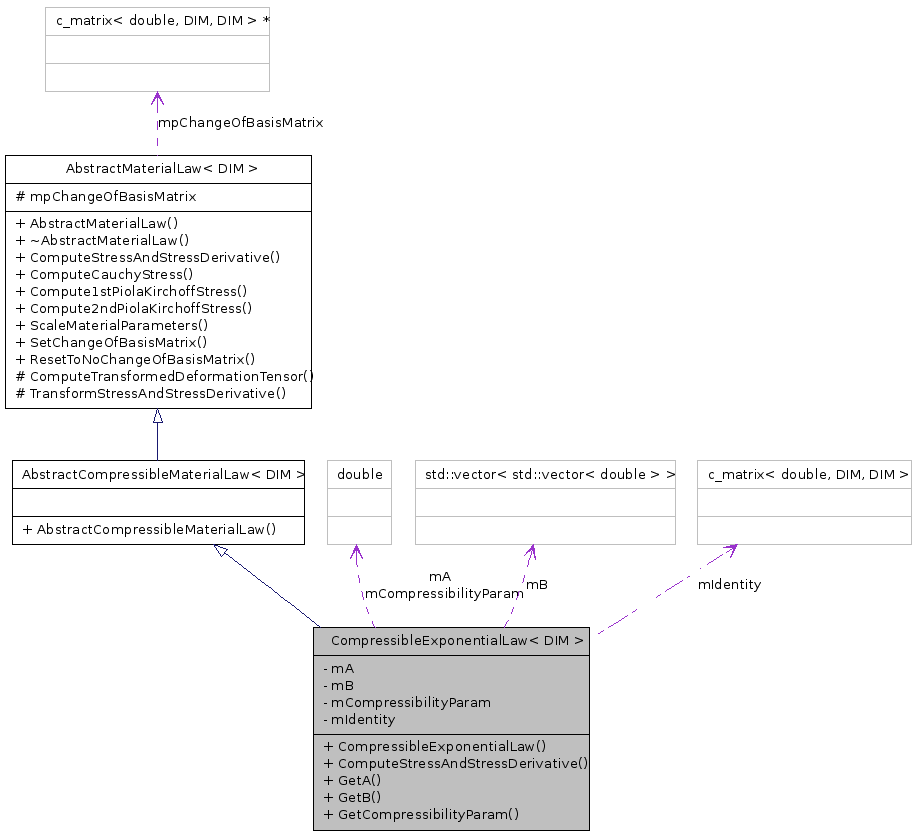 c_matrix< double, DIM, DIM > *
mpChangeOfBasisMatrix
AbstractMaterialLaw< DIM >
# mpChangeOfBasisMatrix
+ AbstractMaterialLaw()
+ ~AbstractMaterialLaw()
+ ComputeStressAndStressDerivative()
+ ComputeCauchyStress()
+ Compute1stPiolaKirchoffStress()
+ Compute2ndPiolaKirchoffStress()
+ ScaleMaterialParameters()
+ SetChangeOfBasisMatrix()
+ ResetToNoChangeOfBasisMatrix()
# ComputeTransformedDeformationTensor()
# TransformStressAndStressDerivative()
AbstractCompressibleMaterialLaw< DIM >
+ AbstractCompressibleMaterialLaw()
double
std::vector< std::vector< double > >
c_matrix< double, DIM, DIM >
mA
mCompressibilityParam
mB
mIdentity
CompressibleExponentialLaw< DIM >
- mA
- mB
- mCompressibilityParam
- mIdentity
+ CompressibleExponentialLaw()
+ ComputeStressAndStressDerivative()
+ GetA()
+ GetB()
+ GetCompressibilityParam()